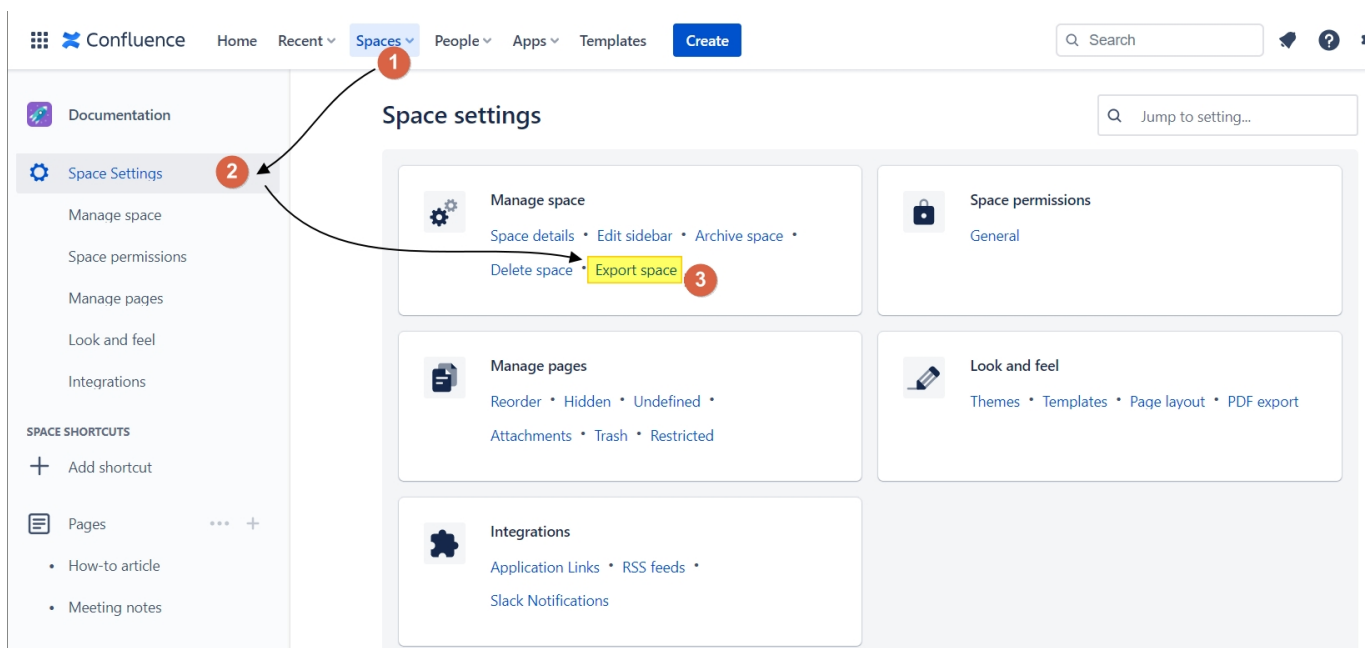 Confluence Home Recent Spaces People Apps Templates Create Search
1
Documentation
Space Settings 2
Manage space
Space permissions
Manage pages
Look and feel
Integrations
SPACE SHORTCUTS
Add shortcut
Pages
How-to article
Meeting notes
Space settings
Jump to setting...
Manage space
Space details • Edit sidebar • Archive space •
Delete space • Export space 3
Space permissions
General
Manage pages
Reorder • Hidden • Undefined •
Attachments • Trash • Restricted
Look and feel
Themes • Templates • Page layout • PDF export
Integrations
Application Links • RSS feeds •
Slack Notifications